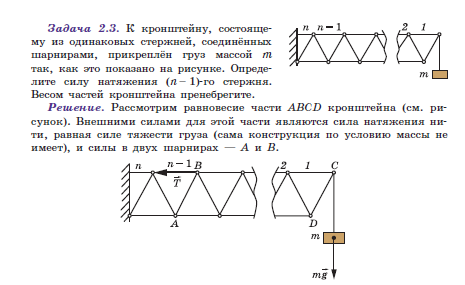 Задача 2.3. К кронштейну, состояще-
му из одинаковых стержней, соединённых
шарнирами, прикреплён груз массой m
так, как это показано на рисунке. Опреде-
лите силу натяжения (n − 1)-го стержня.
Весом частей кронштейна пренебрегите.
n n−1 2 1
m
Решение. Рассмотрим равновесие части ABCD кронштейна (см. ри-
сунок). Внешними силами для этой части являются сила натяжения ни-
ти, равная силе тяжести груза (сама конструкция по условию массы не
имеет), и силы в двух шарнирах — A и B.
n n−1 B 2 1 C
T⃗
A D
m
mg⃗